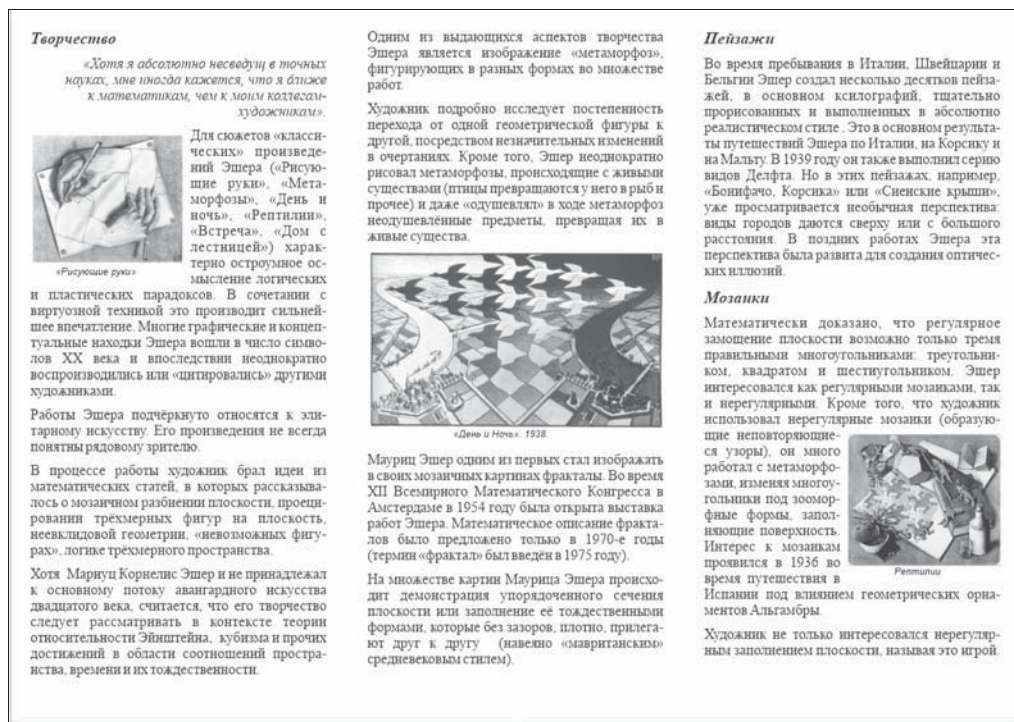 Творчество
«Хотя я абсолютно несведущ в точных
науках, мне иногда кажется, что я ближе
к математикам, чем к моим коллегам-
художникам».
Для сюжетов «класси-
ческих» произведе-
ний Эшера («Рисую-
щие руки», «Мета-
морфозы», «День и
ночь», «Рептилии»,
«Встреча», «Дом с
лестницей») харак-
терно остроумное ос-
мысление логических
«Рисующие руки»
и пластических парадоксов. В сочетании с
виртуозной техникой это производит сильней-
шее впечатление. Многие графические и концеп-
туальные находки Эшера вошли в число симво-
лов XX века и впоследствии неоднократно
воспроизводились или «цитировались» другими
художниками.
Работы Эшера подчёркнуто относятся к эли-
тарному искусству. Его произведения не всегда
понятны рядовому зрителю.
В процессе работы художник брал идеи из
математических статей, в которых рассказыва-
лось о мозаичном разбиении плоскости, проеци-
ровании трёхмерных фигур на плоскость,
неевклидовой геометрии, «невозможных фигу-
рах», логике трёхмерного пространства.
Хотя Мариуц Корнелис Эшер и не принадлежал
к основному потоку авангардного искусства
двадцатого века, считается, что его творчество
следует рассматривать в контексте теории
относительности Эйнштейна, кубизма и прочих
достижений в области соотношений простра-
нства, времени и их тождественности.
Одним из выдающихся аспектов творчества
Эшера является изображение «метаморфоз»,
фигурирующих в разных формах во множестве
работ.
Художник подробно исследует постепенность
перехода от одной геометрической фигуры к
другой, посредством незначительных изменений
в очертаниях. Кроме того, Эшер неоднократно
рисовал метаморфозы, происходящие с живыми
существами (птицы превращаются у него в рыб и
прочее) и даже «одушевлял» в ходе метаморфоз
неодушевлённые предметы, превращая их в
живые существа.
«День и Ночь». 1938.
Мауриц Эшер одним из первых стал изображать
в своих мозаичных картинах фракталы. Во время
XII Всемирного Математического Конгресса в
Амстердаме в 1954 году была открыта выставка
работ Эшера. Математическое описание фракта-
лов было предложено только в 1970-е годы
(термин «фрактал» был введён в 1975 году).
На множестве картин Маурица Эшера происхо-
дит демонстрация упорядоченного сечения
плоскости или заполнение её тождественными
формами, которые без зазоров, плотно, прилега-
ют друг к другу (навеяно «мавританским»
средневековым стилем).
Пейзажи
Во время пребывания в Италии, Швейцарии и
Бельгии Эшер создал несколько десятков пейза-
жей, в основном ксилографий, тщательно
прорисованных и выполненных в абсолютно
реалистическом стиле . Это в основном результа-
ты путешествий Эшера по Италии, на Корсику и
на Мальту. В 1939 году он также выполнил серию
видов Делфта. Но в этих пейзажах, например,
«Бонифачо, Корсика» или «Сиенские крыши»,
уже просматривается необычная перспектива:
виды городов даются сверху или с большого
расстояния. В поздних работах Эшера эта
перспектива была развита для создания оптичес-
ких иллюзий.
Мозаики
Математически доказано, что регулярное
замощение плоскости возможно только тремя
правильными многоугольниками: треугольни-
ком, квадратом и шестиугольником. Эшер
интересовался как регулярными мозаиками, так
и нерегулярными. Кроме того, что художник
использовал нерегулярные мозаки (образую-
щие неповторяющие-
ся узоры), он много
работал с метаморфо-
зами, изменяя многоу-
гольники под зоомор-
фные формы, запол-
няющие поверхность.
Интерес к мозаикам
проявился в 1936 во
время путешествия в
Рептилии
Испании под влиянием геометрических орна-
ментов Альгамбры.
Художник не только интересовался нерегуляр-
ным заполнением плоскости, называя это игрой.